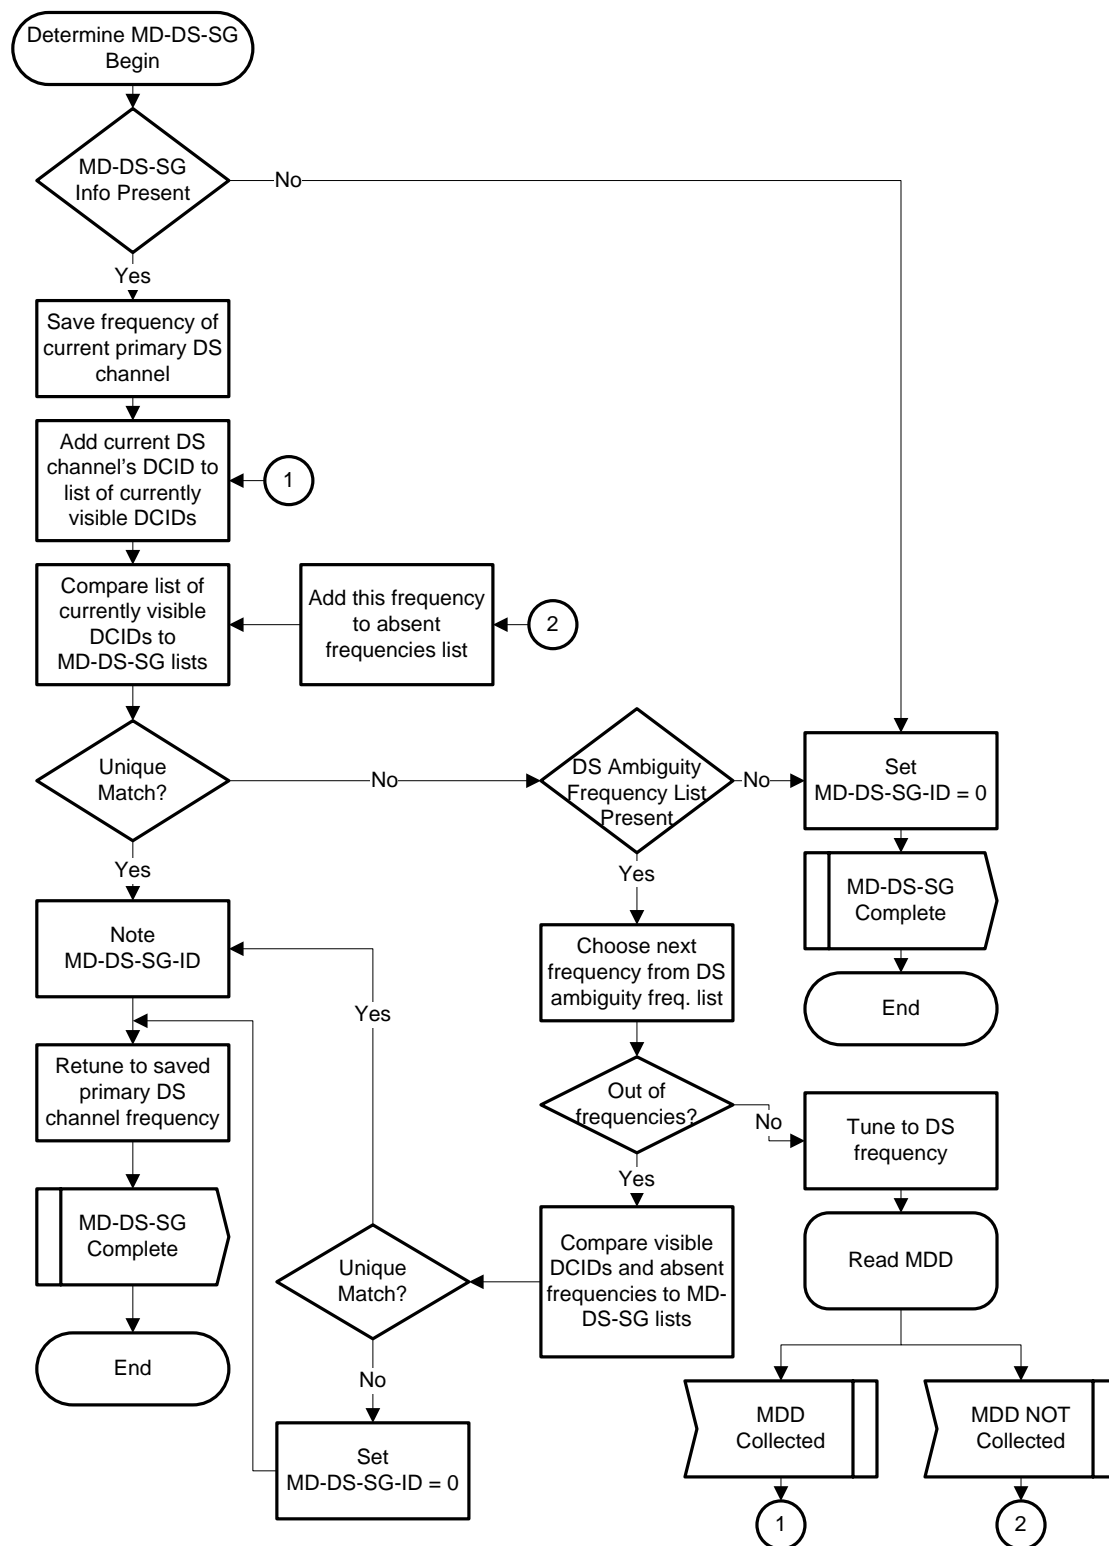 Determine MD-DS-SG
Begin
MD-DS-SG
Info Present
No
Yes
Save frequency of
current primary DS
channel
Add current DS
channel's DCID to
list of currently
visible DCIDs
1
Compare list of
currently visible
DCIDs to
MD-DS-SG lists
Add this frequency
to absent
frequencies list
2
Unique
Match?
No
DS Ambiguity
Frequency List
Present
No
Set
MD-DS-SG-ID = 0
Yes
Yes
MD-DS-SG
Complete
Note
MD-DS-SG-ID
Choose next
frequency from DS
ambiguity freq. list
End
Yes
Retune to saved
primary DS
channel frequency
Out of
frequencies?
No
Tune to DS
frequency
Yes
MD-DS-SG
Complete
Unique
Match?
Compare visible
DCIDs and absent
frequencies to MD-
DS-SG lists
Read MDD
End
No
MDD
Collected
MDD NOT
Collected
Set
MD-DS-SG-ID = 0
1
2